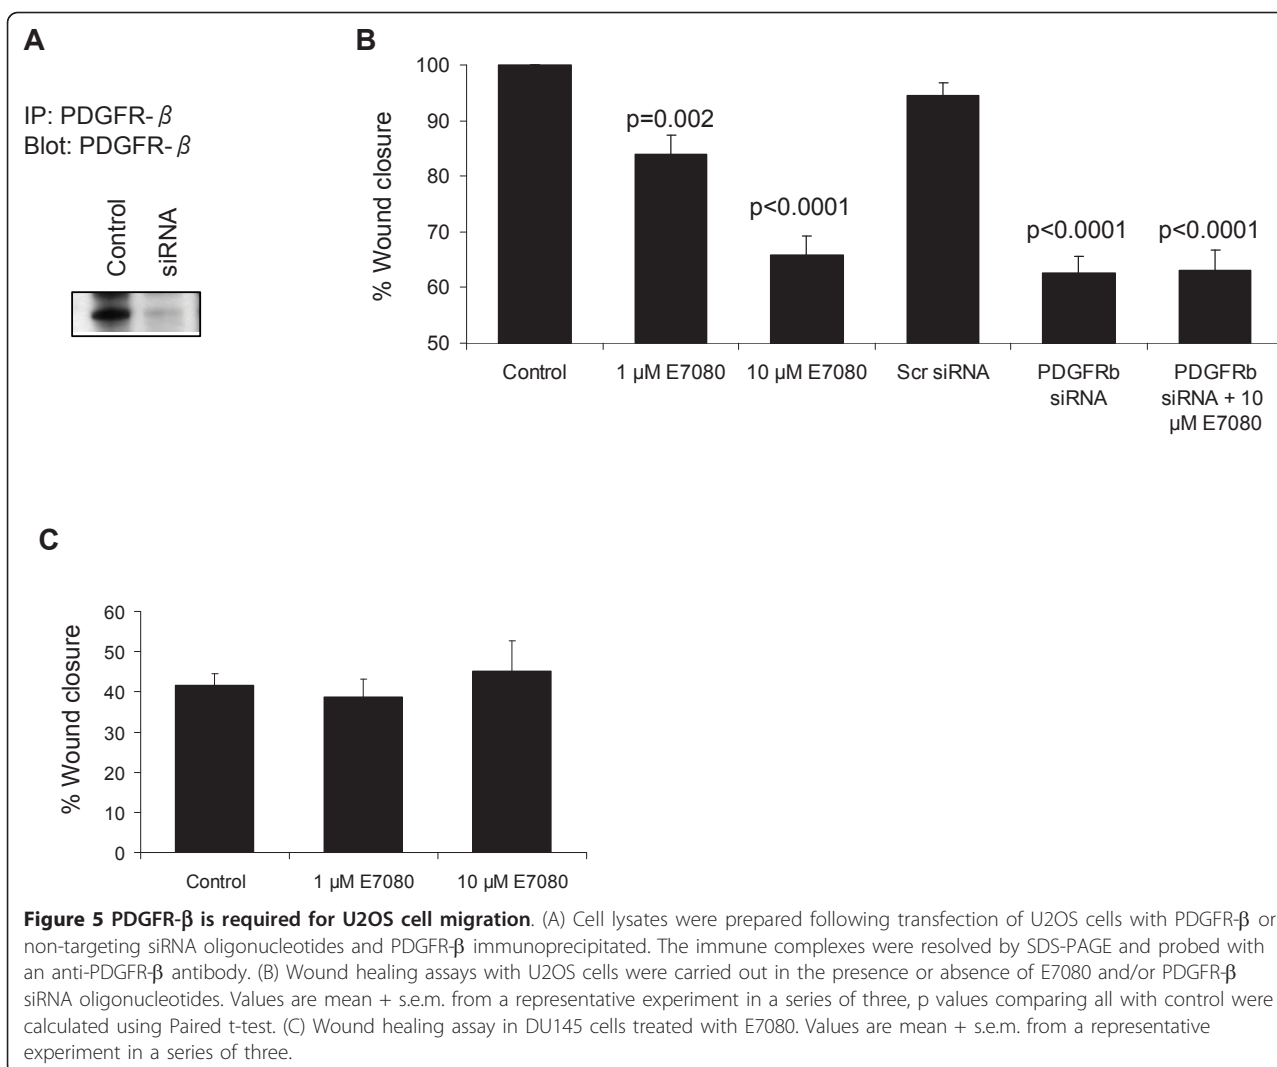 A
IP: PDGFR-β
Blot: PDGFR-β
Control
siRNA
B
% Wound closure
100
90
80
70
60
50
p=0.002
p<0.0001
p<0.0001
p<0.0001
Control
1 µM E7080
10 µM E7080
Scr siRNA
PDGFRb
siRNA
PDGFRb
siRNA + 10
µM E7080
C
% Wound closure
60
50
40
30
20
10
0
Control
1 µM E7080
10 µM E7080
Figure 5 PDGFR-β is required for U2OS cell migration. (A) Cell lysates were prepared following transfection of U2OS cells with PDGFR-β or
non-targeting siRNA oligonucleotides and PDGFR-β immunoprecipitated. The immune complexes were resolved by SDS-PAGE and probed with
an anti-PDGFR-β antibody. (B) Wound healing assays with U2OS cells were carried out in the presence or absence of E7080 and/or PDGFR-β
siRNA oligonucleotides. Values are mean + s.e.m. from a representative experiment in a series of three, p values comparing all with control were
calculated using Paired t-test. (C) Wound healing assay in DU145 cells treated with E7080. Values are mean + s.e.m. from a representative
experiment in a series of three.